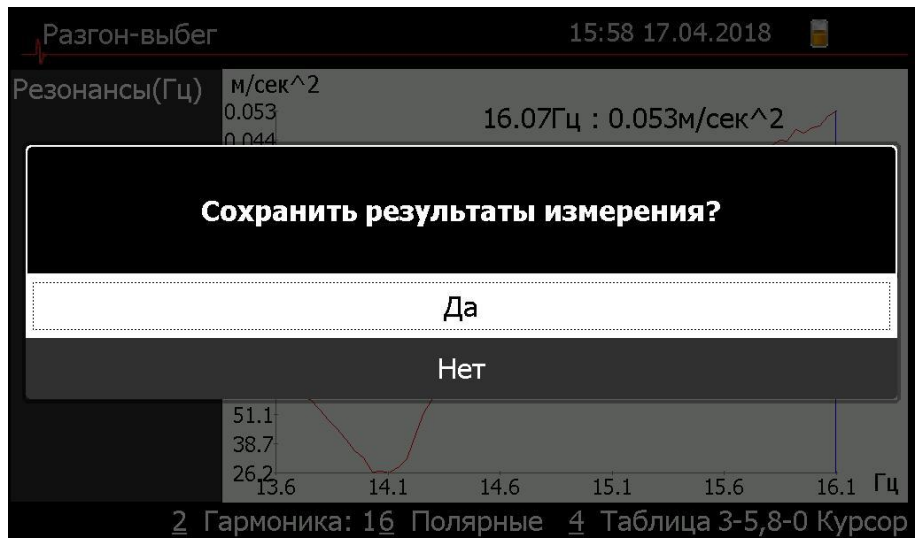 Разгон-выбег 15:58 17.04.2018
Резонансы(Гц)
м/сек^2
0.053
16.07Гц : 0.053м/сек^2
0.044
Сохранить результаты измерения?
Да
Нет
51.1
38.7
26.2
13.6 14.1 14.6 15.1 15.6 16.1 Гц
2 Гармоника: 16 Полярные 4 Таблица 3-5,8-0 Курсор